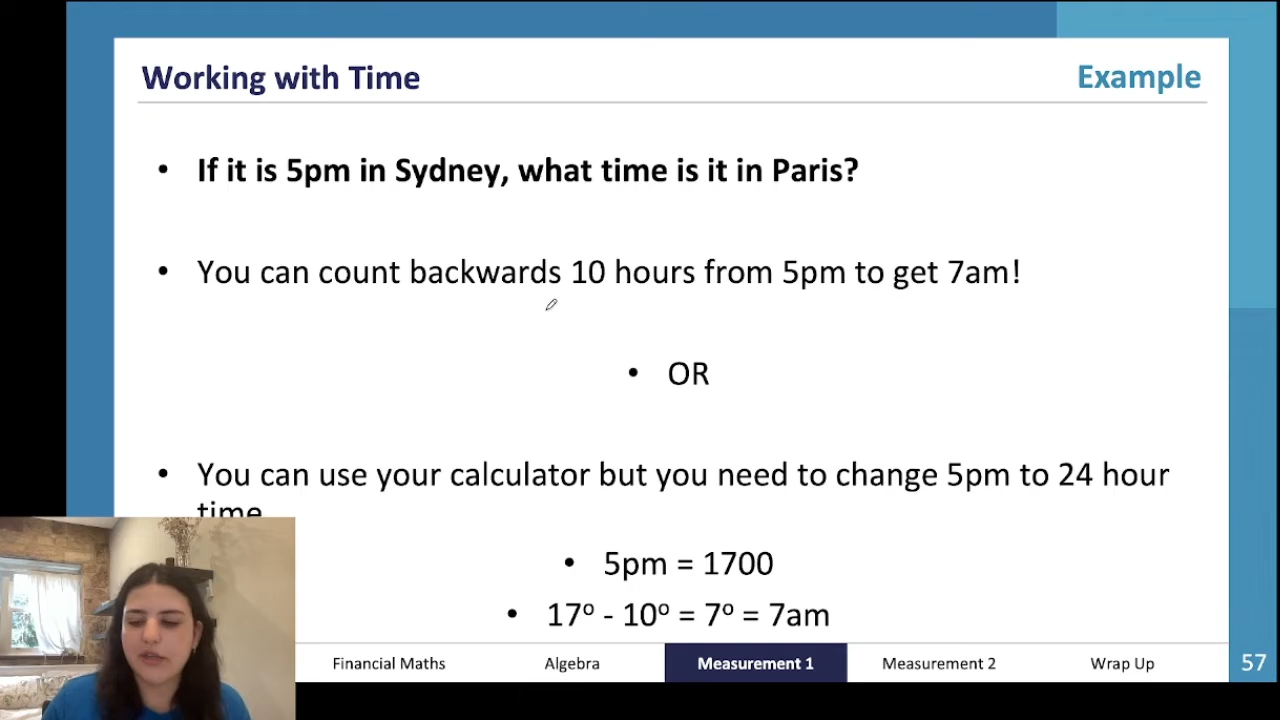 Working with Time
Example
• If it is 5pm in Sydney, what time is it in Paris?
• You can count backwards 10 hours from 5pm to get 7am!
• OR
• You can use your calculator but you need to change 5pm to 24 hour
time
• 5pm = 1700
• 17º - 10º = 7º = 7am
Financial Maths
Algebra
Measurement 1
Measurement 2
Wrap Up
57